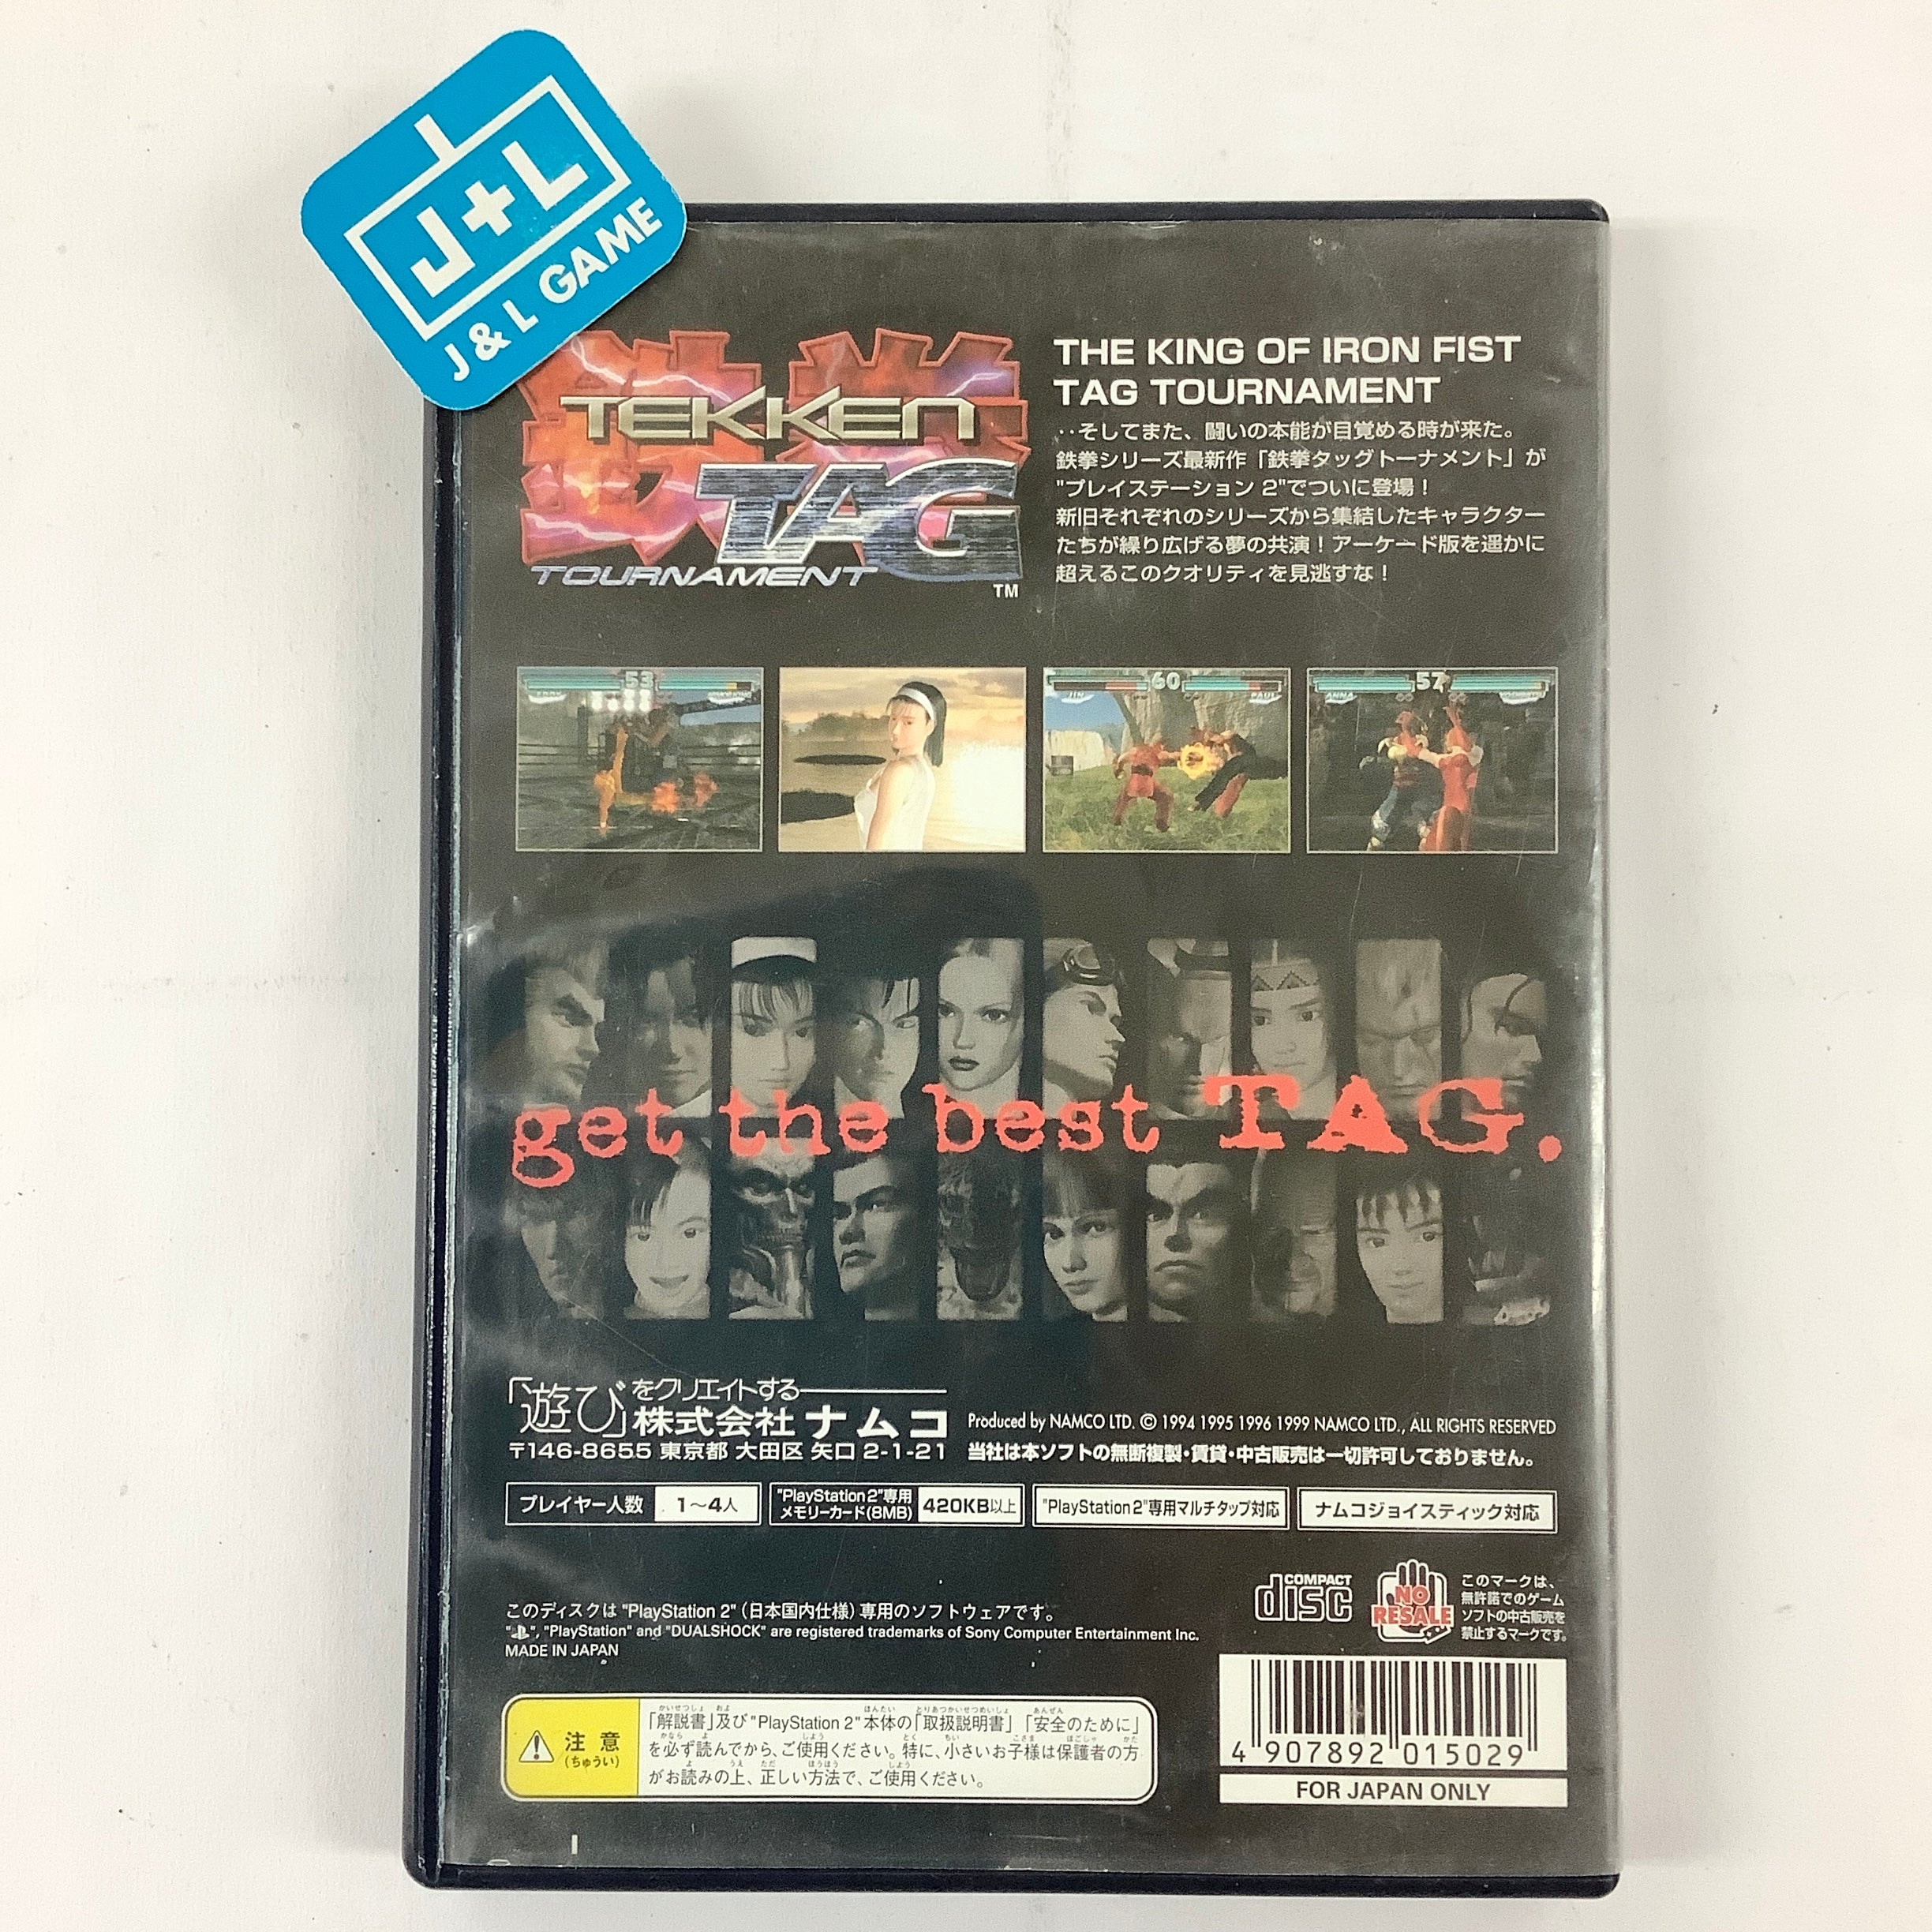 J+L
J & L GAME
TEKKEN
TAG
TOURNAMENT
TM
THE KING OF IRON FIST
TAG TOURNAMENT
‥そしてまた、闘いの本能が目覚める時が来た。
鉄拳シリーズ最新作「鉄拳タッグトーナメント」が
"プレイステーション 2"でついに登場！
新旧それぞれのシリーズから集結したキャラクター
たちが繰り広げる夢の共演！アーケード版を遥かに
超えるこのクオリティを見逃すな！
53
60
JIN
PAUL
57
ANNA
get the best TAG.
「遊び」をクリエイトする
株式会社ナムコ
〒146-8655 東京都 大田区 矢口 2-1-21
Produced by NAMCO LTD. © 1994 1995 1996 1999 NAMCO LTD., ALL RIGHTS RESERVED
当社は本ソフトの無断複製・賃貸・中古販売は一切許可しておりません。
プレイヤー人数 1〜4人
"PlayStation 2"専用
メモリーカード(8MB) 420KB以上
"PlayStation 2"専用マルチタップ対応
ナムコジョイスティック対応
COMPACT
disc
NO
RESALE
このマークは、
無許諾でのゲーム
ソフトの中古販売を
禁止するマークです。
このディスクは "PlayStation 2"（日本国内仕様）専用のソフトウェアです。
" ", "PlayStation" and "DUALSHOCK" are registered trademarks of Sony Computer Entertainment Inc.
MADE IN JAPAN
注意
(ちゅうい)
「解説書」及び"PlayStation 2"本体の「取扱説明書」「安全のために」
を必ず読んでから、ご使用ください。特に、小さいお子様は保護者の方
がお読みの上、正しい方法で、ご使用ください。
4 907892 015029
FOR JAPAN ONLY